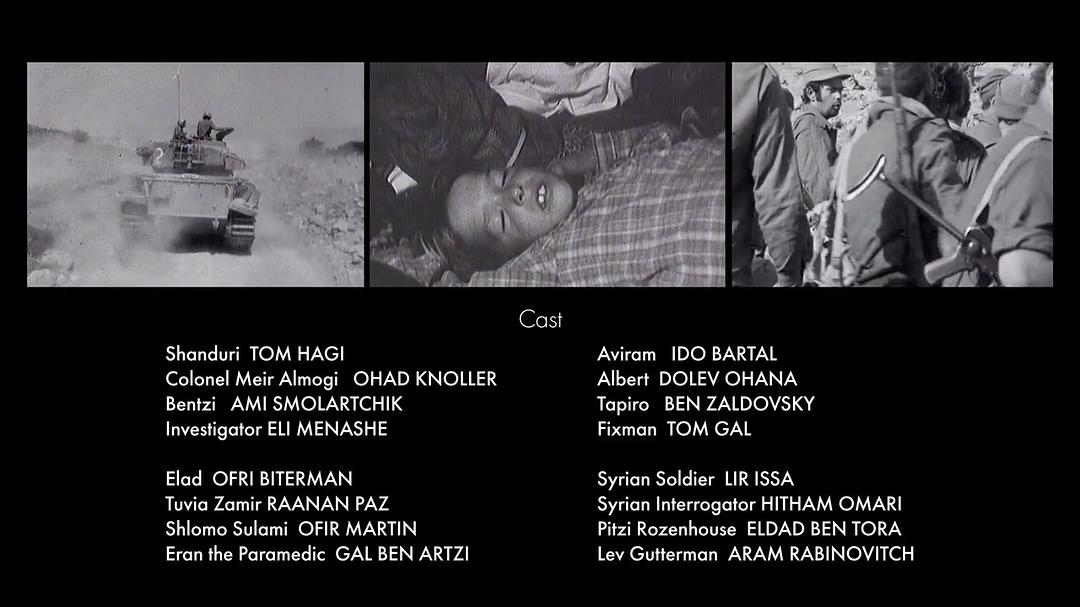 Cast
Shanduri TOM HAGI
Colonel Meir Almogi OHAD KNOLLER
Bentzi AMI SMOLARTCHIK
Investigator ELI MENASHE
Elad OFRI BITERMAN
Tuvia Zamir RAANAN PAZ
Shlomo Sulami OFIR MARTIN
Eran the Paramedic GAL BEN ARTZI
Aviram IDO BARTAL
Albert DOLEV OHANA
Tapiro BEN ZALDOVSKY
Fixman TOM GAL
Syrian Soldier LIR ISSA
Syrian Interrogator HITHAM OMARI
Pitzi Rozenhouse ELDAD BEN TORA
Lev Gutterman ARAM RABINOVITCH
2